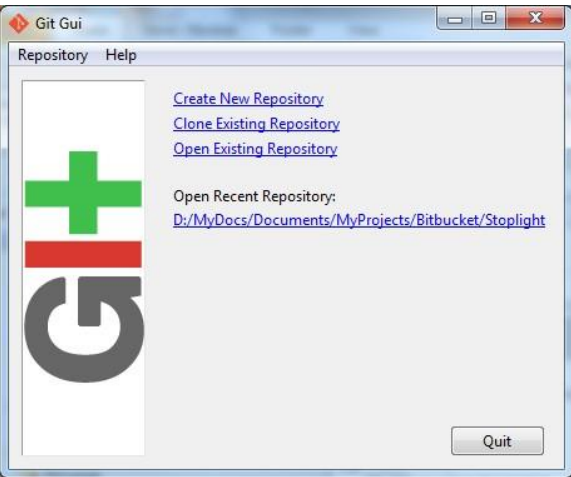 Git Gui
Repository Help
Create New Repository
Clone Existing Repository
Open Existing Repository
Open Recent Repository:
D:/MyDocs/Documents/MyProjects/Bitbucket/Stoplight
GIt
Quit